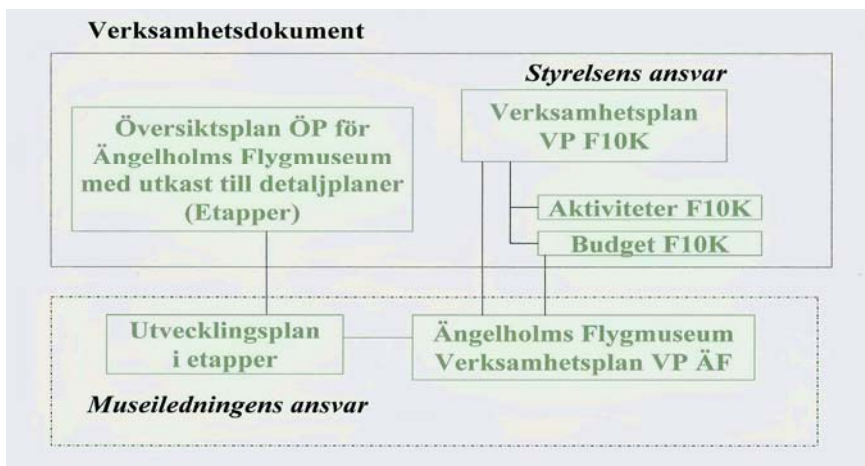 Verksamhetsdokument
Styrelsens ansvar
Översiktsplan ÖP för
Ängelholms Flygmuseum
med utkast till detaljplaner
(Etapper)
Verksamhetsplan
VP F10K
Aktiviteter F10K
Budget F10K
Utvecklingsplan
i etapper
Ängelholms Flygmuseum
Verksamhetsplan VP ÄF
Museiledningens ansvar